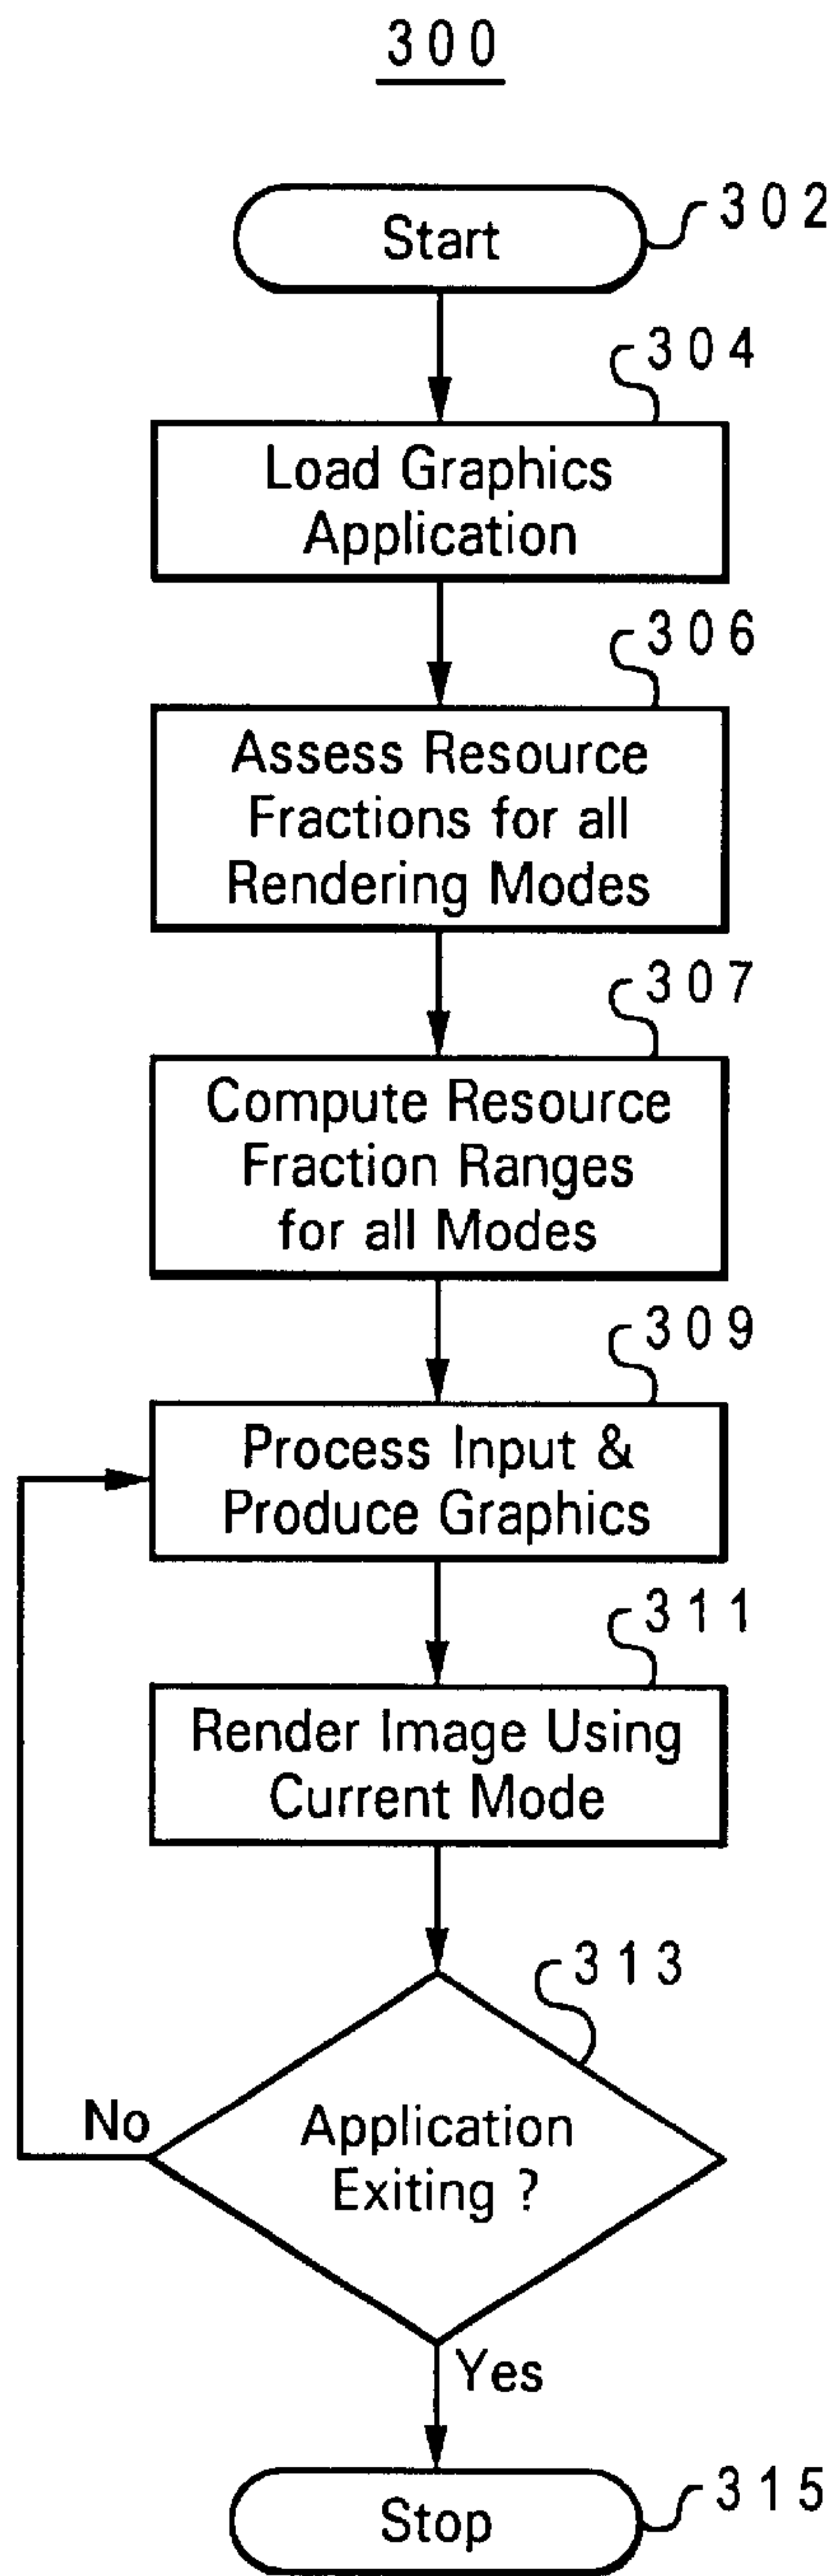 300
Start
302
304
Load Graphics
Application
306
Assess Resource
Fractions for all
Rendering Modes
307
Compute Resource
Fraction Ranges
for all Modes
309
Process Input &
Produce Graphics
311
Render Image Using
Current Mode
313
Application
Exiting ?
No
Yes
Stop
315